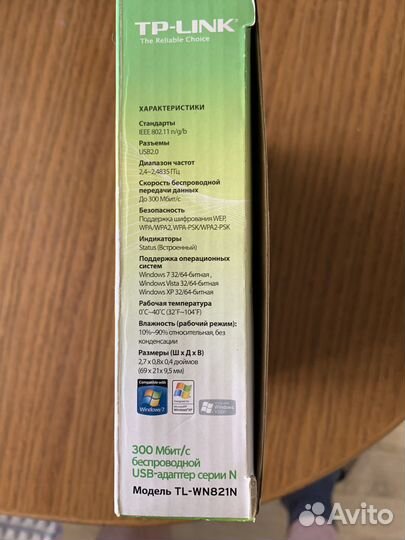 TP-LINK
The Reliable Choice
ХАРАКТЕРИСТИКИ
Стандарты
IEEE 802.11 n/g/b
Разъемы
USB2.0
Диапазон частот
2,4~2,4835 ГГц
Скорость беспроводной
передачи данных
До 300 Мбит/с
Безопасность
Поддержка шифрования WEP,
WPA/WPA2, WPA-PSK/WPA2-PSK
Индикаторы
Status (Встроенный)
Поддержка операционных
систем
Windows 7 32/64-битная,
Windows Vista 32/64-битная
Windows XP 32/64-битная
Рабочая температура
0˚C~40˚C (32˚F~104˚F)
Влажность (рабочий режим):
10%~90% относительная, без
конденсации
Размеры (Ш х Д х В)
2,7 х 0,8х 0,4 дюймов
(69 х 21х 9,5 мм)
Compatible with
Windows 7
300 Мбит/с
беспроводной
USB-адаптер серии N
Модель TL-WN821N
Avito